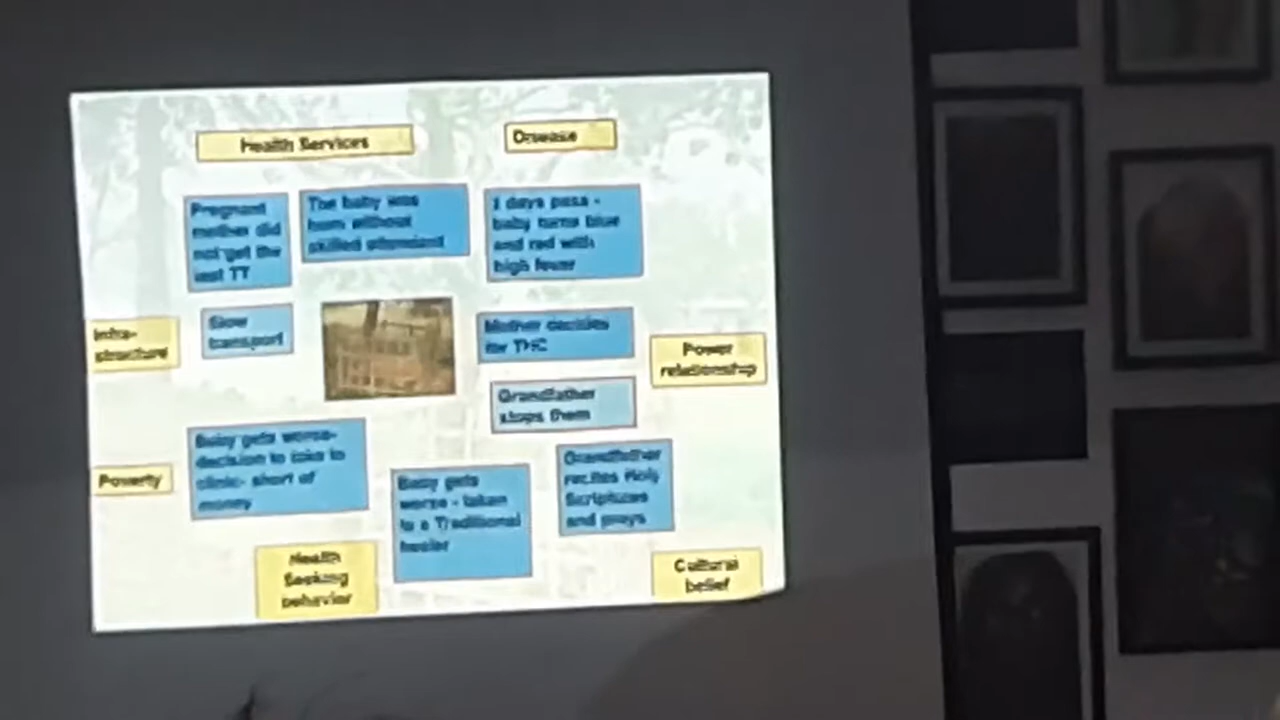 Health Services
Disease
Pregnant
mother did
not get the
last TT
The baby was
born without
skilled attendant
days pass -
baby turns blue
and red with
high fever
Infra-
structure
Slow
transport
Mother decides
for THC
Power
relationship
Grandfather
stops them
Baby gets worse-
decision to take to
clinic- short of
money
Poverty
Baby gets
worse - taken
to a Traditional
healer
Grandfather
recites Holy
Scriptures
and prays
Health
Seeking
behavior
Cultural
belief